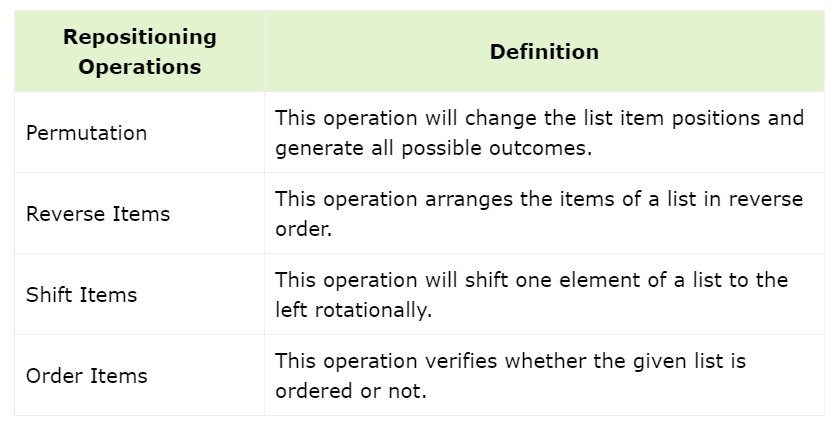 Repositioning
Operations
Definition
Permutation
This operation will change the list item positions and
generate all possible outcomes.
Reverse Items
This operation arranges the items of a list in reverse
order.
Shift Items
This operation will shift one element of a list to the
left rotationally.
Order Items
This operation verifies whether the given list is
ordered or not.